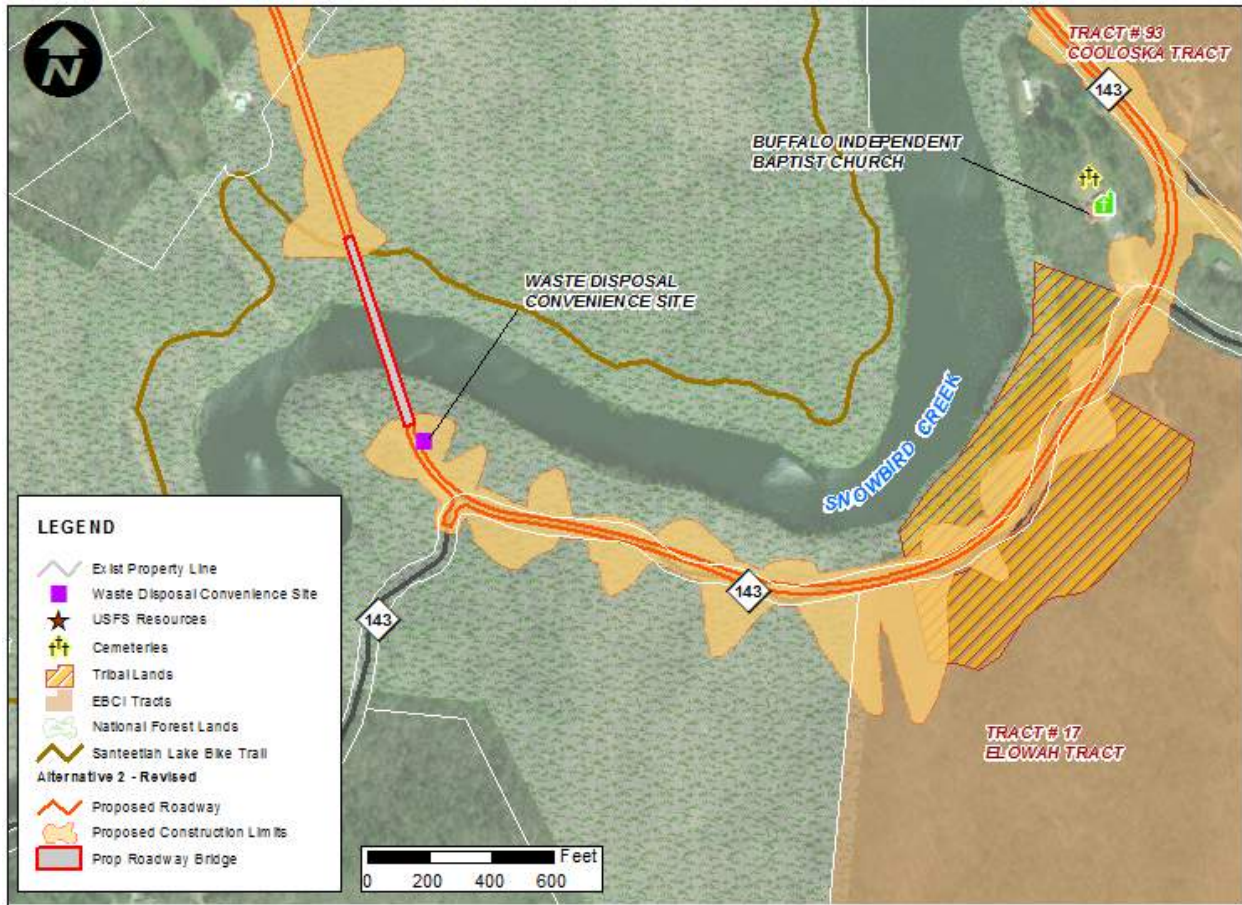 N
TRACT # 93
COOLOSKA TRACT
143
BUFFALO INDEPENDENT
BAPTIST CHURCH
WASTE DISPOSAL
CONVENIENCE SITE
SNOWBIRD CREEK
143
143
TRACT # 17
ELOWAH TRACT
LEGEND
Exist Property Line
Waste Disposal Convenience Site
USFS Resources
Cemeteries
Tribal Lands
EBCI Tracts
National Forest Lands
Santeetlah Lake Bike Trail
Alternative 2 - Revised
Proposed Roadway
Proposed Construction Limits
Prop Roadway Bridge
Feet
0 200 400 600